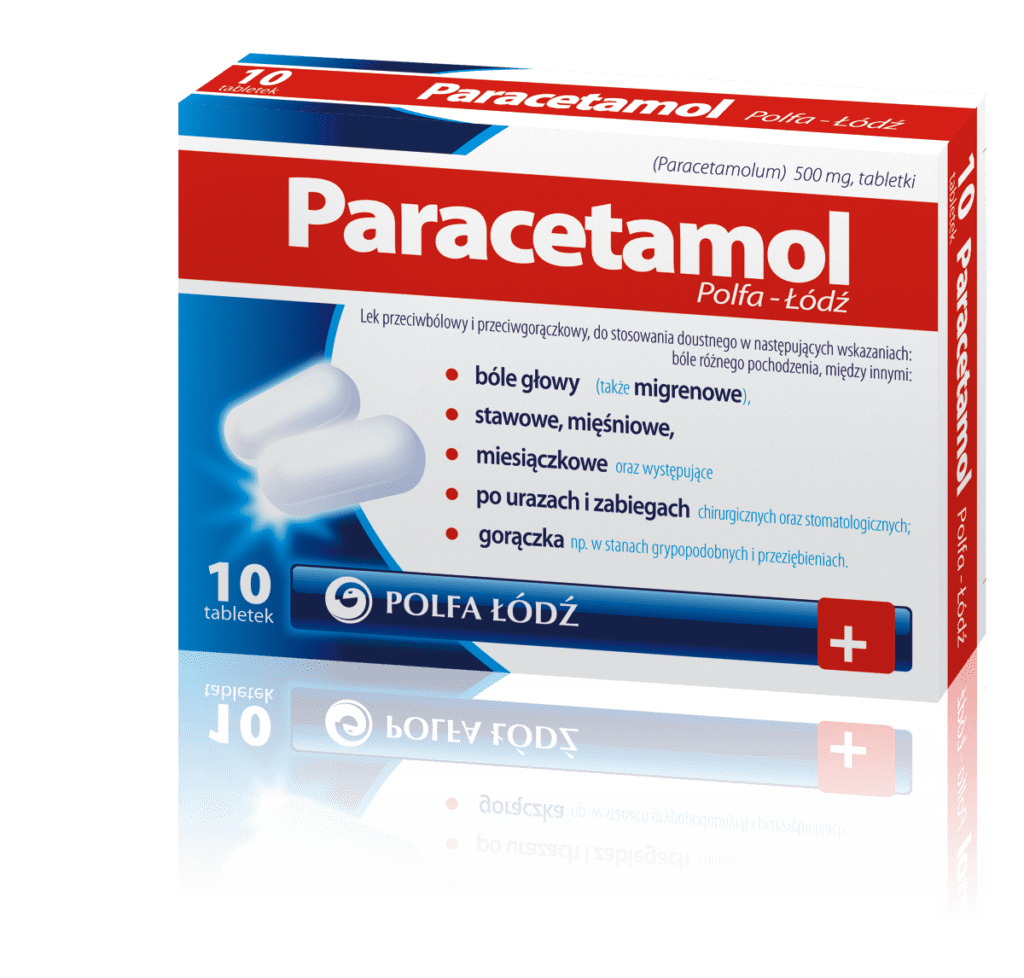 10
tabletek
Paracetamol Polfa - Łódź
(Paracetamolum) 500 mg, tabletki
Paracetamol
Polfa - Łódź
Lek przeciwbólowy i przeciwgorączkowy, do stosowania doustnego w następujących wskazaniach:
bóle różnego pochodzenia, między innymi:
bóle głowy (także migrenowe),
stawowe, mięśniowe,
miesiączkowe oraz występujące
po urazach i zabiegach chirurgicznych oraz stomatologicznych;
gorączka np. w stanach grypopodobnych i przeziębieniach.
10
tabletek
POLFA ŁÓDŹ
10
tabletek
Paracetamol Polfa - Łódź